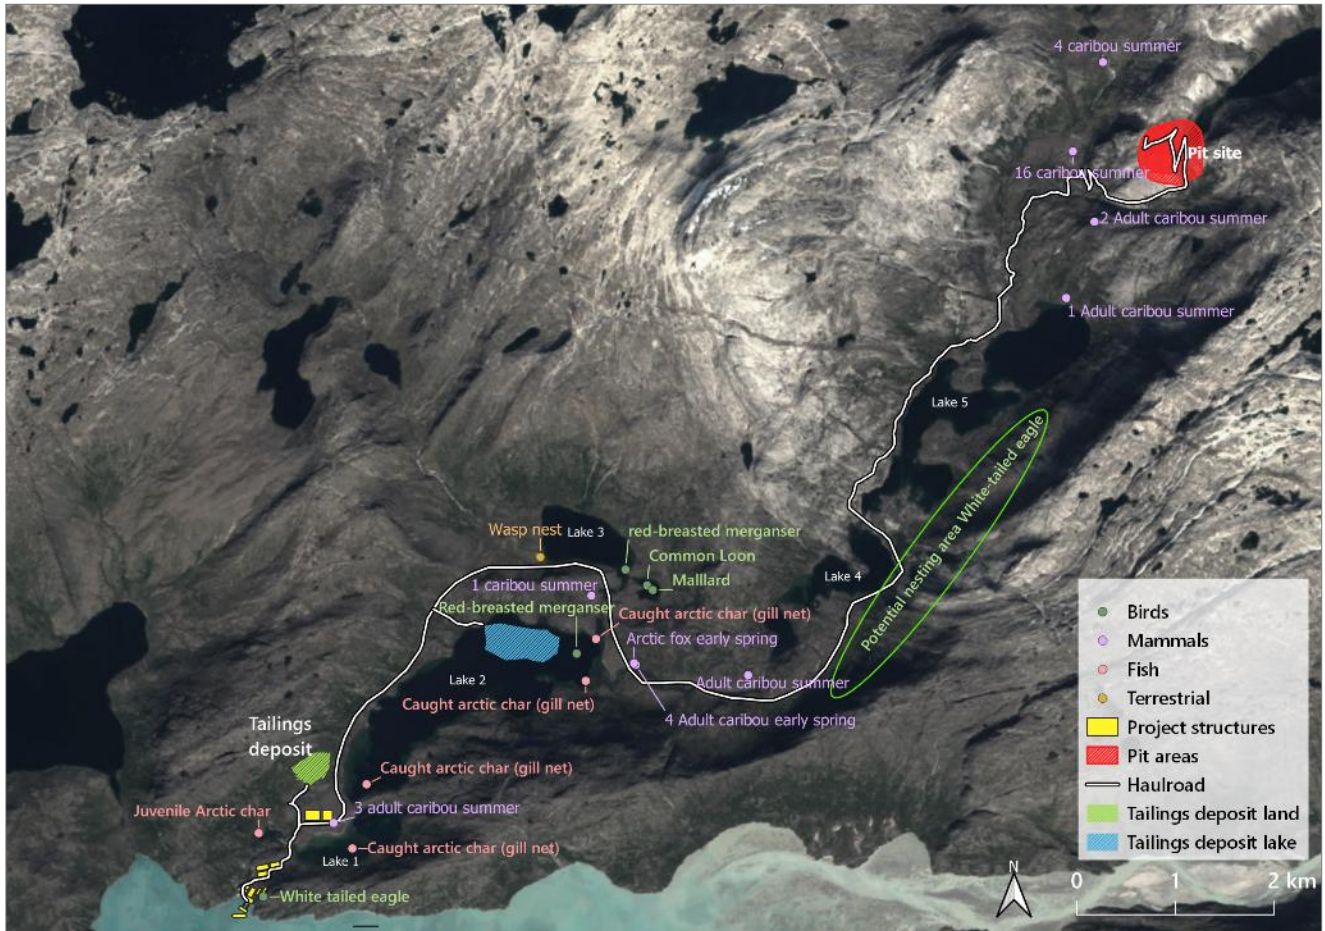 4 caribou summer
Pit site
16 caribou summer
2 Adult caribou summer
1 Adult caribou summer
Lake 5
Potential nesting area White-tailed eagle
Wasp nest
Lake 3
red-breasted merganser
Common Loon
Malllard
Lake 4
1 caribou summer
Red-breasted merganser
Caught arctic char (gill net)
Arctic fox early spring
Lake 2
Adult caribou summer
Caught arctic char (gill net)
4 Adult caribou early spring
Tailings
deposit
Caught arctic char (gill net)
3 adult caribou summer
Juvenile Arctic char
Caught arctic char (gill net)
Lake 1
White tailed eagle
Birds
Mammals
Fish
Terrestrial
Project structures
Pit areas
Haulroad
Tailings deposit land
Tailings deposit lake
N
0 1 2 km